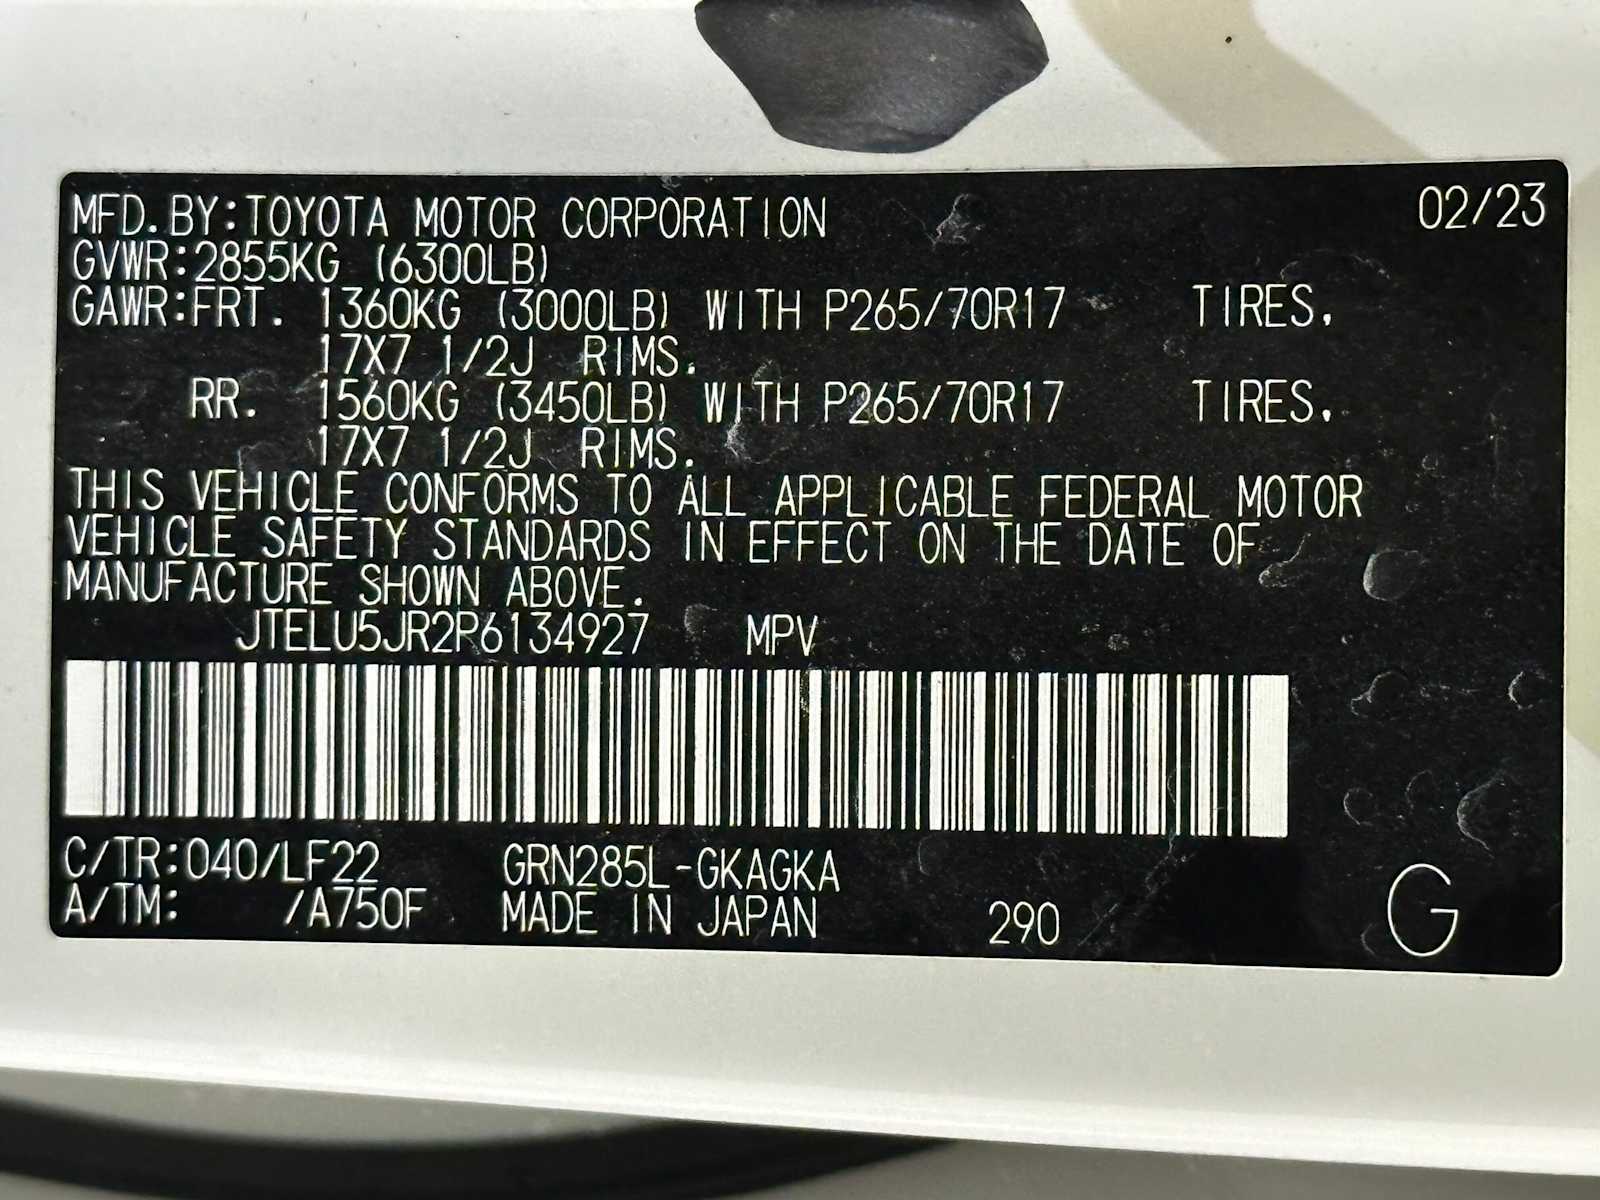 MFD.BY:TOYOTA MOTOR CORPORATION 02/23
GVWR:2855KG (6300LB)
GAWR:FRT. 1360KG (3000LB) WITH P265/70R17 TIRES.
17X7 1/2J RIMS.
RR. 1560KG (3450LB) WITH P265/70R17 TIRES.
17X7 1/2J RIMS.
THIS VEHICLE CONFORMS TO ALL APPLICABLE FEDERAL MOTOR
VEHICLE SAFETY STANDARDS IN EFFECT ON THE DATE OF
MANUFACTURE SHOWN ABOVE.
JTELU5JR2P6134927 MPV
C/TR:040/LF22 GRN285L-GKAGKA
A/TM: /A750F MADE IN JAPAN 290 G